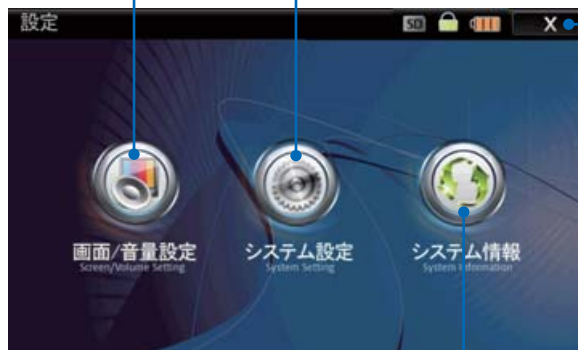 設定
SD
X
画面/音量設定
Screen/Volume Setting
システム設定
System Setting
システム情報
System Information